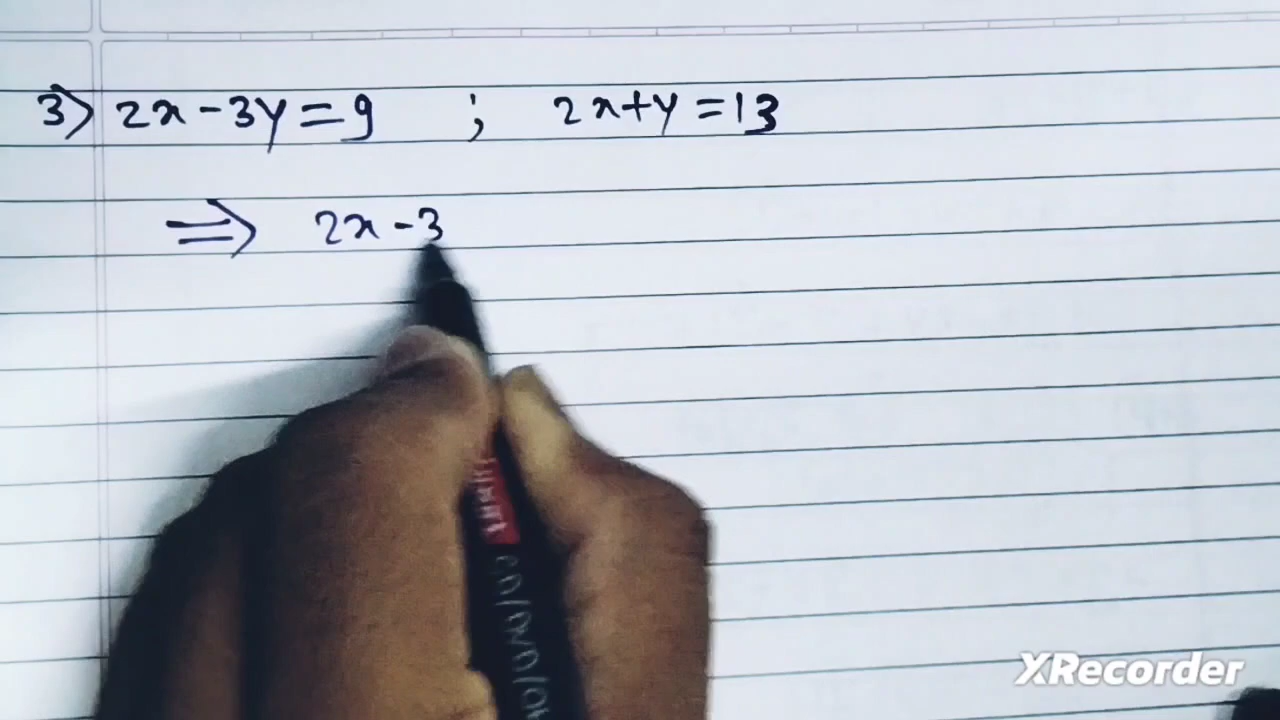 3) 2x - 3y = 9 ; 2x + y = 13
⇒ 2x - 3
XRecorder